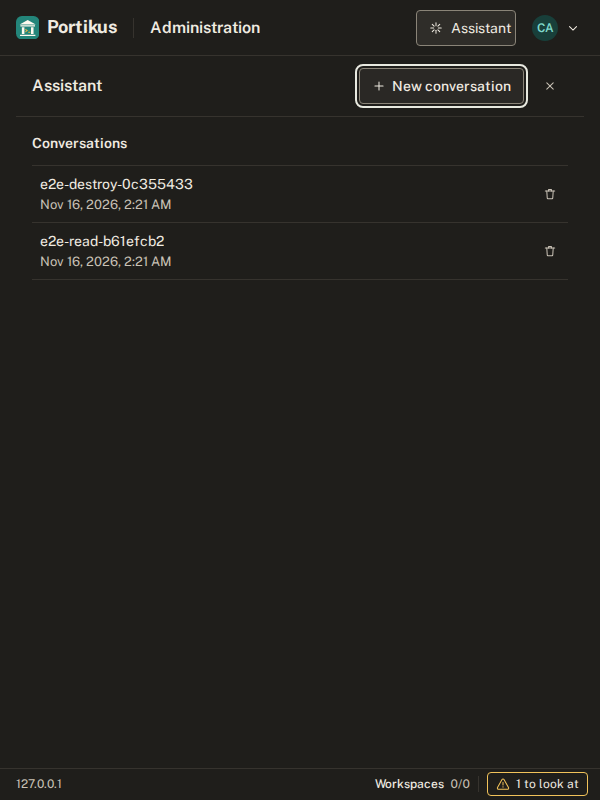 Portikus
Administration
Assistant
CA
Assistant
New conversation
Conversations
e2e-destroy-0c355433
Nov 16, 2026, 2:21 AM
e2e-read-b61efcb2
Nov 16, 2026, 2:21 AM
127.0.0.1
Workspaces 0/0
1 to look at